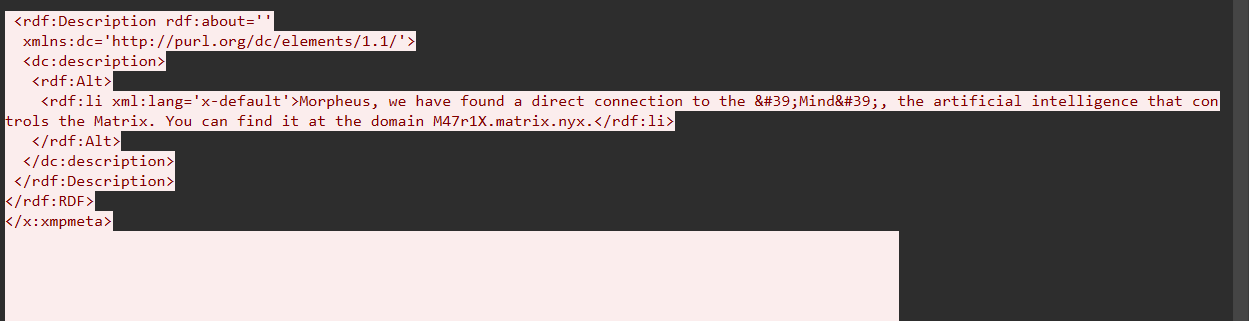 <rdf:Description rdf:about=''
xmlns:dc='http://purl.org/dc/elements/1.1/'>
<dc:description>
<rdf:Alt>
<rdf:li xml:lang='x-default'>Morpheus, we have found a direct connection to the &#39;Mind&#39;, the artificial intelligence that con
trols the Matrix. You can find it at the domain M47r1X.matrix.nyx.</rdf:li>
</rdf:Alt>
</dc:description>
</rdf:Description>
</rdf:RDF>
</x:xmpmeta>